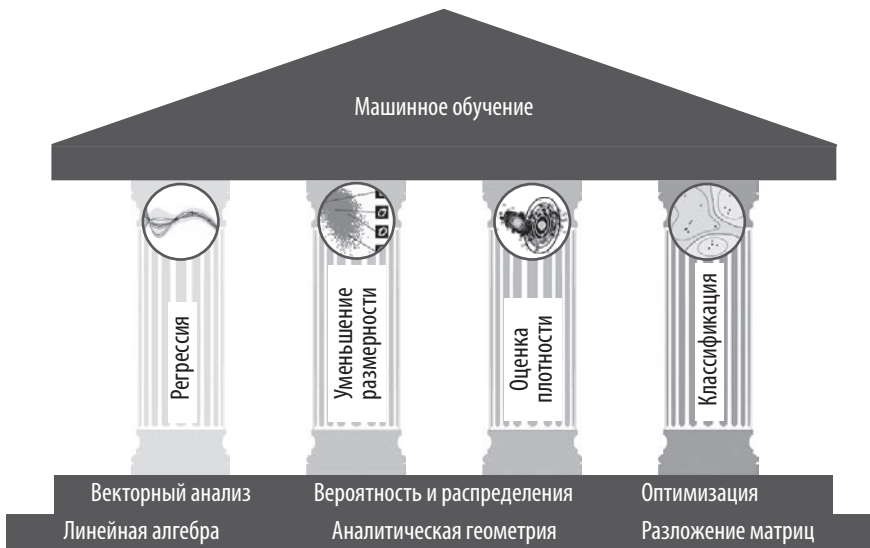 Машинное обучение
Регрессия
Уменьшение
размерности
Оценка
плотности
Классификация
Векторный анализ
Вероятность и распределения
Оптимизация
Линейная алгебра
Аналитическая геометрия
Разложение матриц